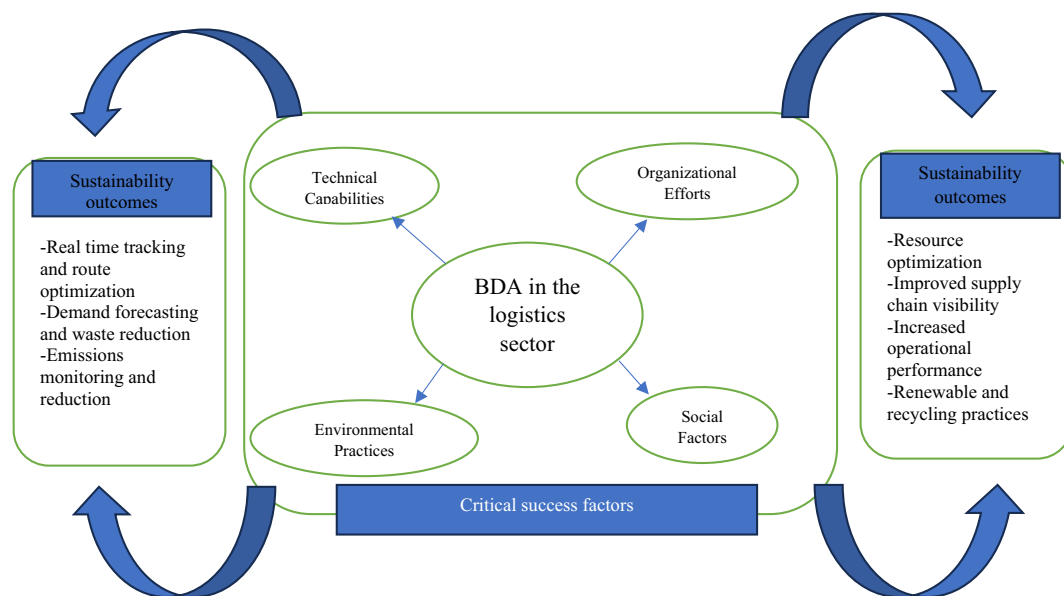 Sustainability
outcomes
-Real time tracking
and route
optimization
-Demand forecasting
and waste reduction
-Emissions
monitoring and
reduction
Technical
Canabilities
Organizational
Efforts
BDA in the
logistics
sector
Environmental
Practices
Social
Factors
Critical success factors
Sustainability
outcomes
-Resource
optimization
-Improved supply
chain visibility
-Increased
operational
performance
-Renewable and
recycling practices